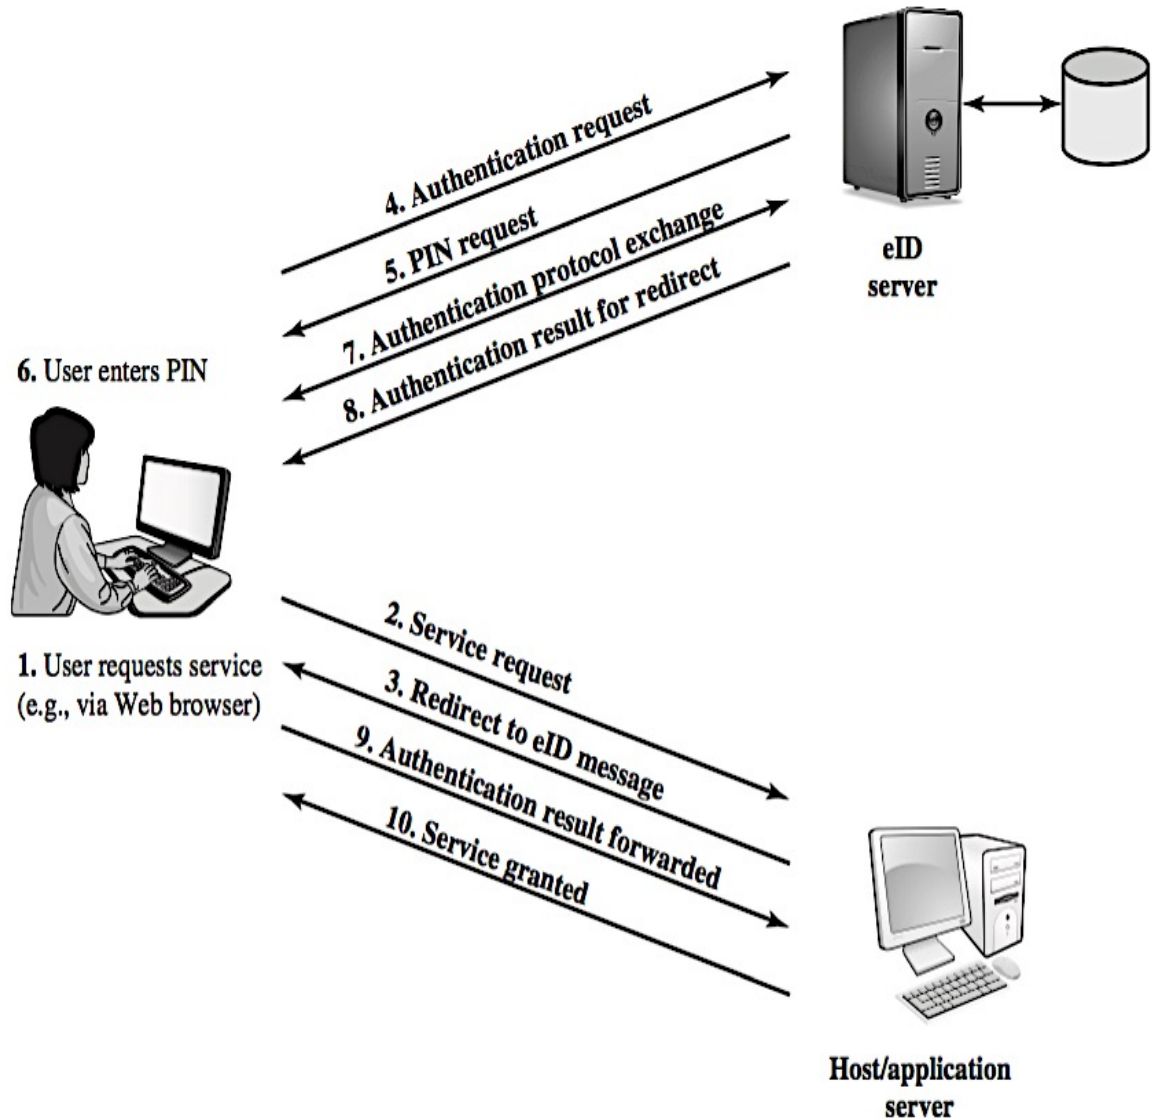 4. Authentication request
5. PIN request
7. Authentication protocol exchange
8. Authentication result for redirect
eID
server
6. User enters PIN
1. User requests service
(e.g., via Web browser)
2. Service request
3. Redirect to eID message
9. Authentication result forwarded
10. Service granted
Host/application
server